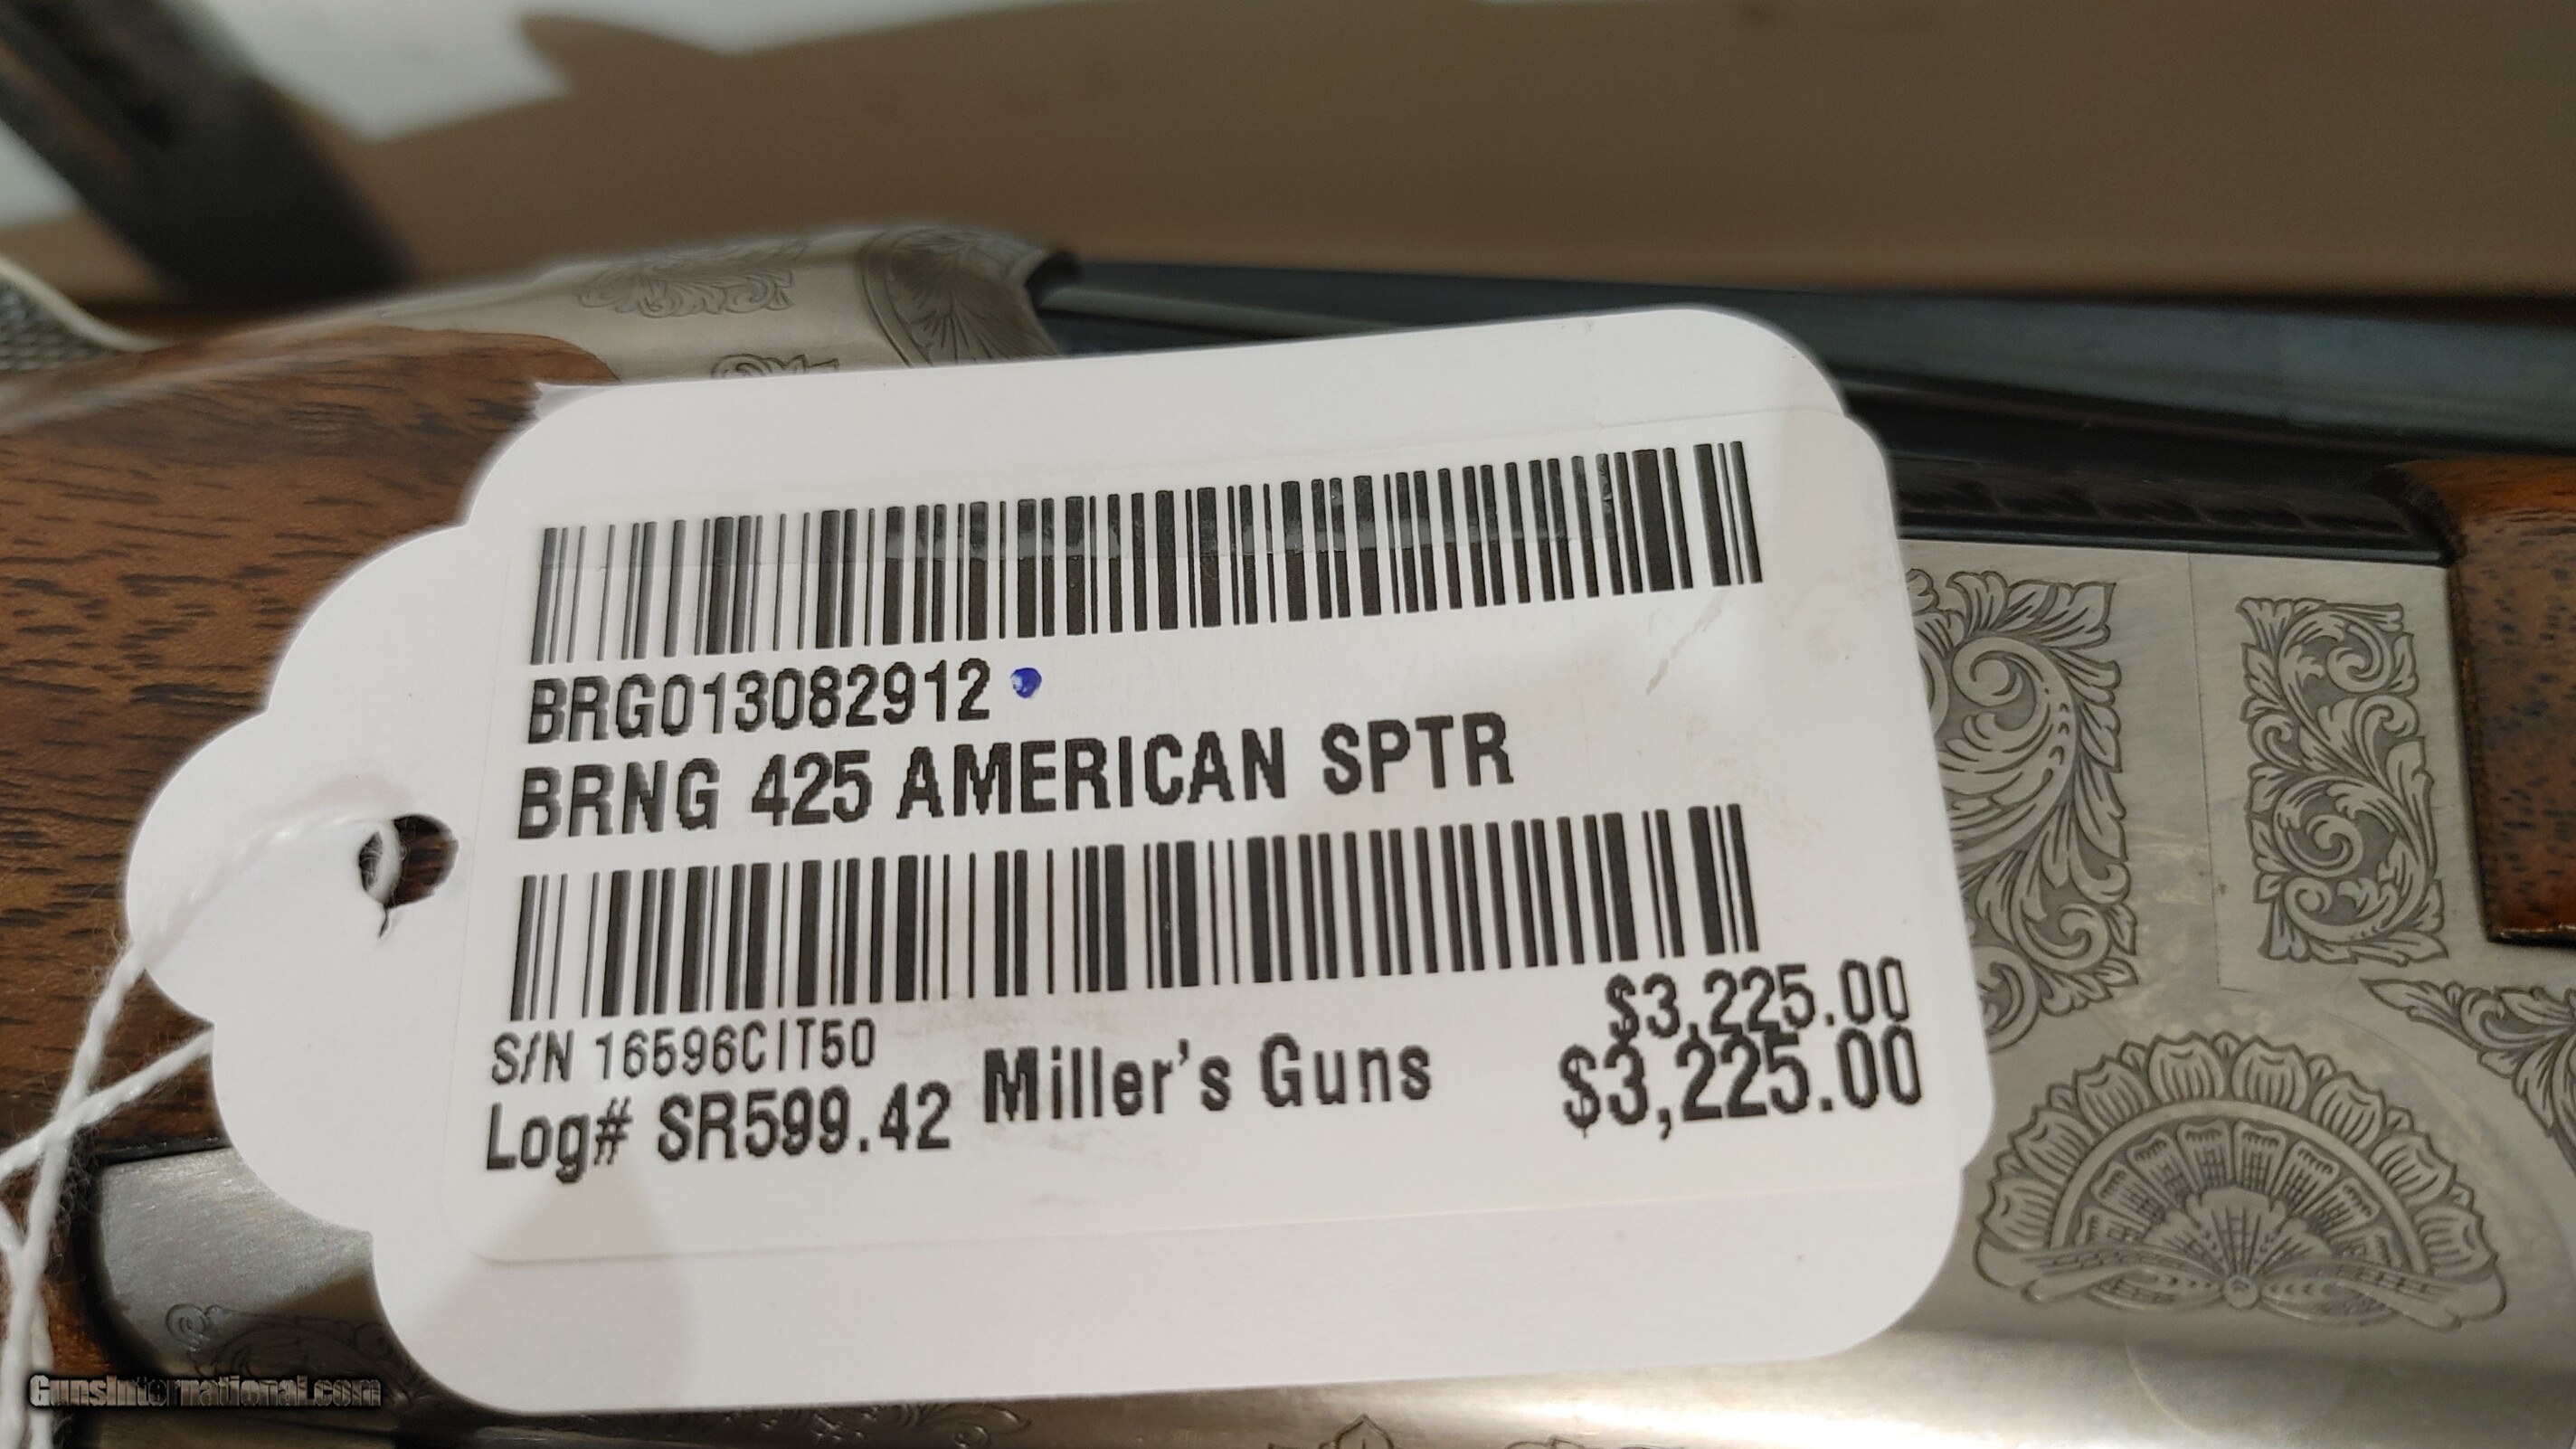 BRG013082912
BRNG 425 AMERICAN SPTR
$3,225.00
S/N 16596CIT50
Log# SR599.42 Miller's Guns $3,225.00
GunsInternational.com